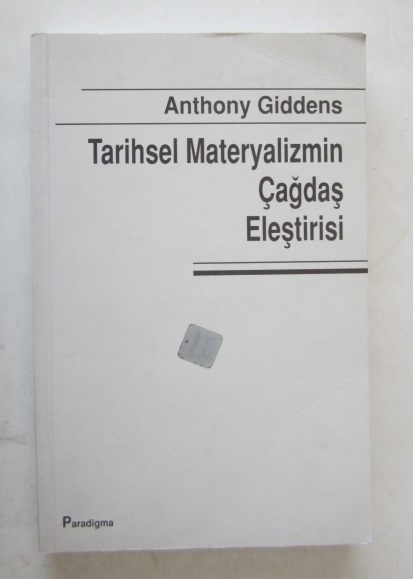 Anthony Giddens
Tarihsel Materyalizmin
Çağdaş
Eleştirisi
Paradigma